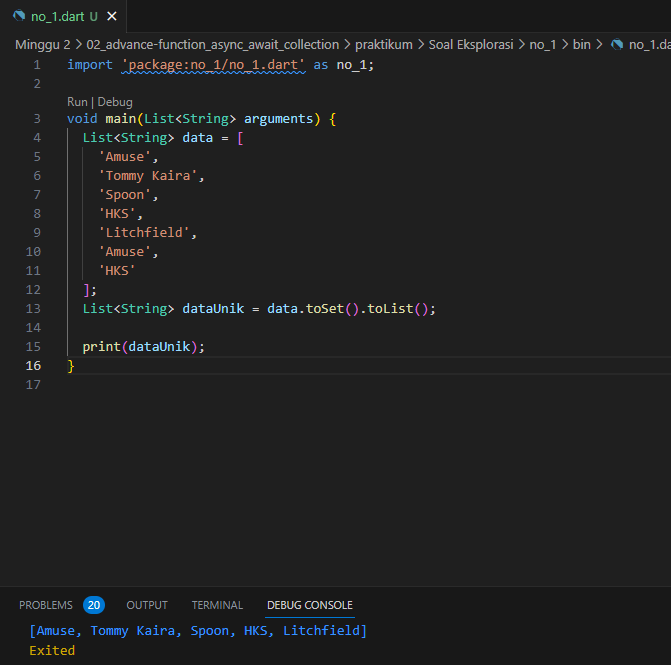 no_1.dart U
Minggu 2 > 02_advance-function_async_await_collection > praktikum > Soal Eksplorasi > no_1 > bin > no_1.da
1 import 'package:no_1/no_1.dart' as no_1;
2
Run | Debug
3 void main(List<String> arguments) {
4 List<String> data = [
5 'Amuse',
6 'Tommy Kaira',
7 'Spoon',
8 'HKS',
9 'Litchfield',
10 'Amuse',
11 'HKS'
12 ];
13 List<String> dataUnik = data.toSet().toList();
14
15 print(dataUnik);
16 }
17
PROBLEMS 20 OUTPUT TERMINAL DEBUG CONSOLE
[Amuse, Tommy Kaira, Spoon, HKS, Litchfield]
Exited